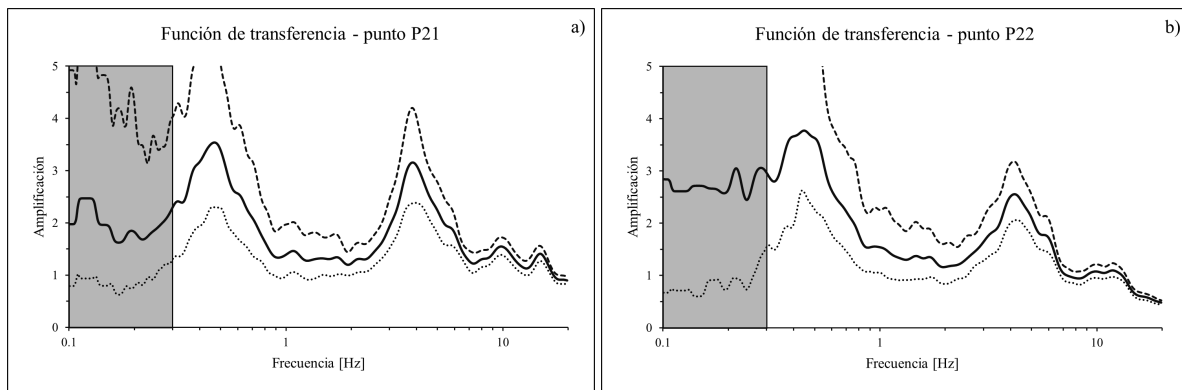 a)
Función de transferencia - punto P21
Amplificación
5
4
3
2
1
0
0.1
1
10
Frecuencia [Hz]
b)
Función de transferencia - punto P22
Amplificación
5
4
3
2
1
0
0.1
1
10
Frecuencia [Hz]